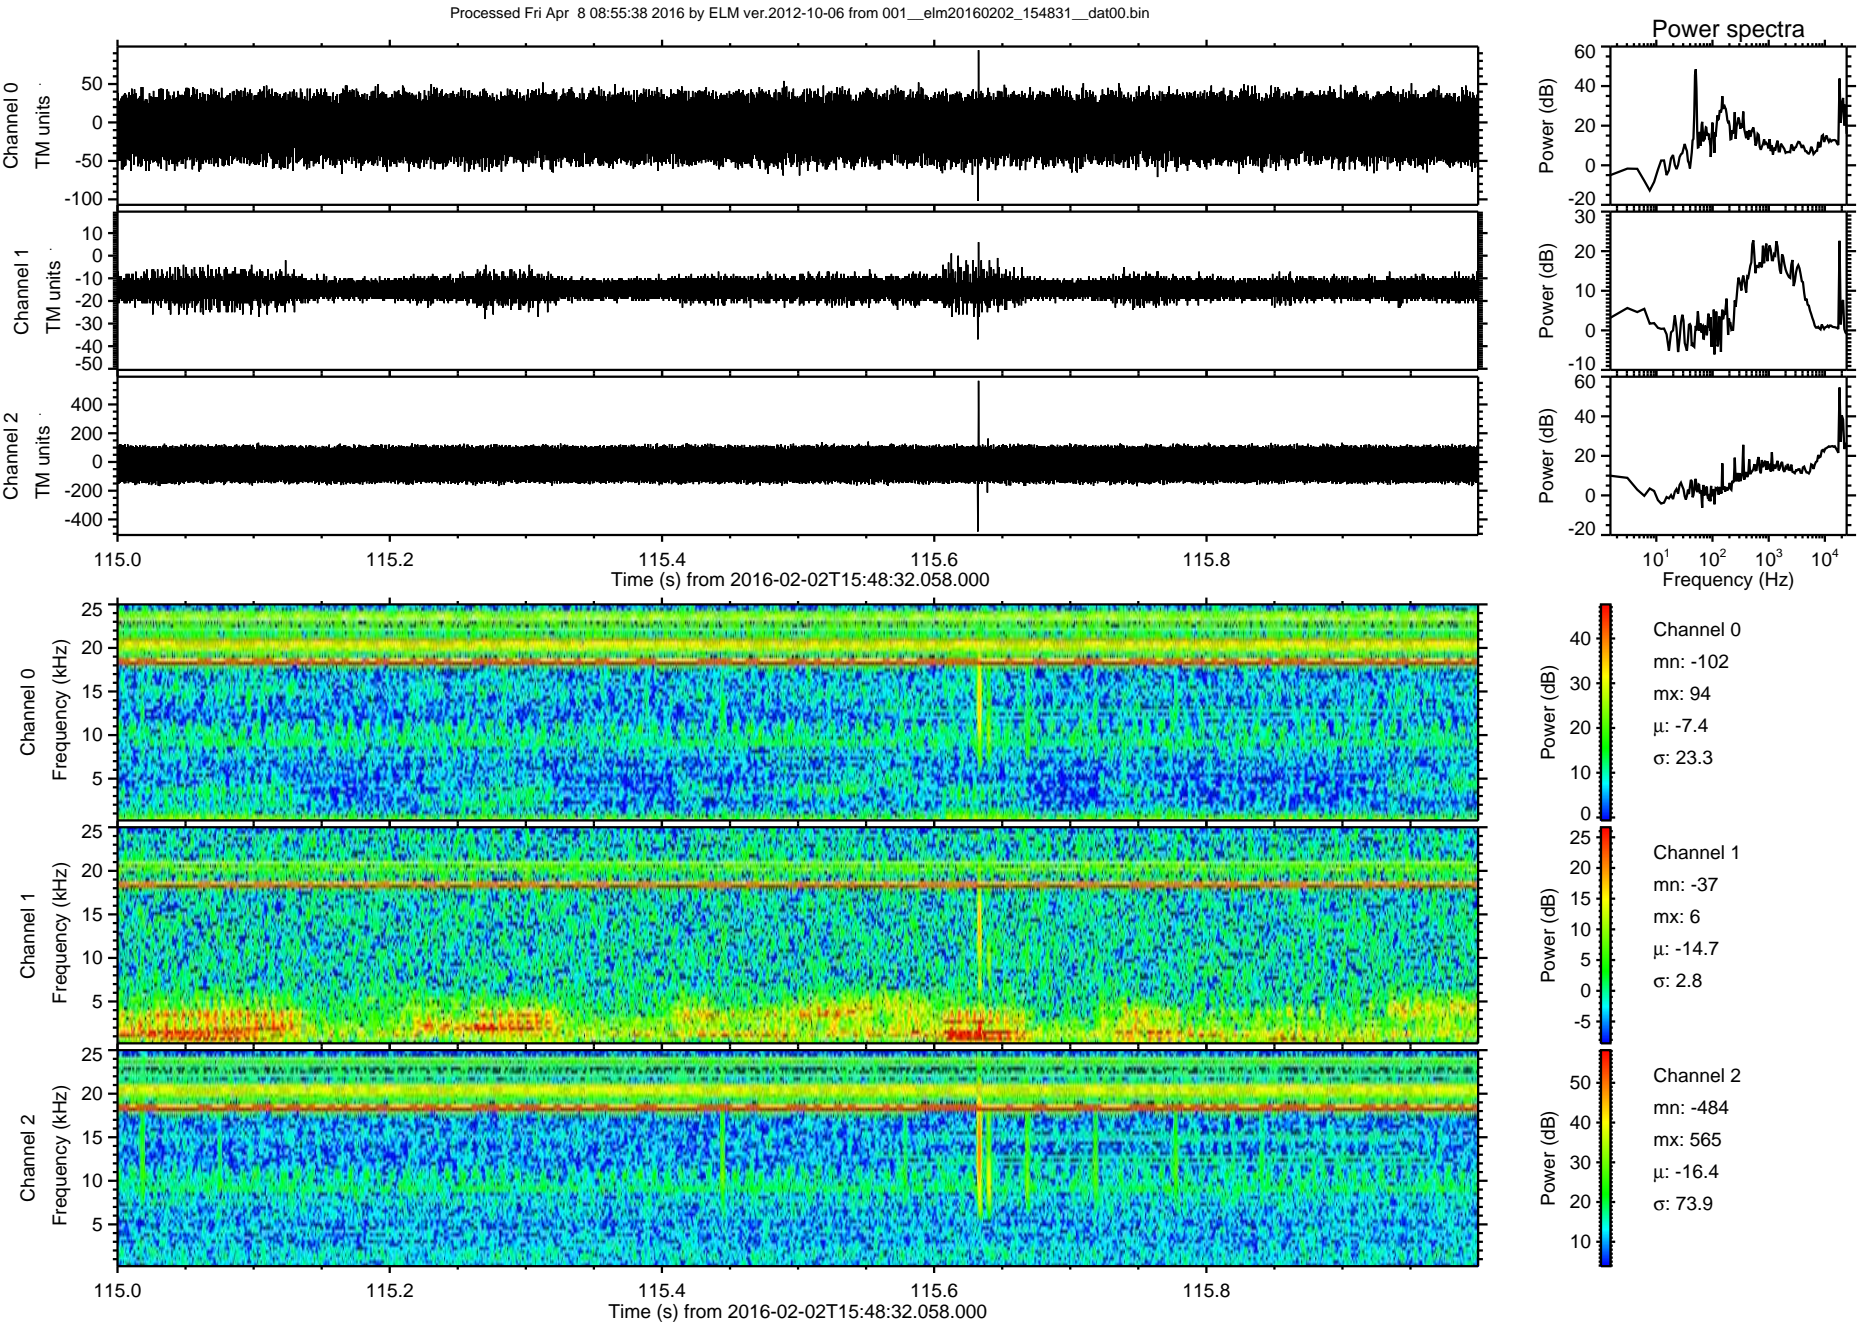 Processed Fri Apr  8 08:55:38 2016 by ELM ver.2012-10-06 from 001__elm20160202_154831__dat00.bin
Power spectra
Channel 0
TM units
50
0
-50
-100
Power (dB)
60
40
20
0
-20
Channel 1
TM units
10
0
-10
-20
-30
-40
-50
Power (dB)
30
20
10
0
-10
Channel 2
TM units
400
200
0
-200
-400
Power (dB)
60
40
20
0
-20
115.0 115.2 115.4 115.6 115.8
Time (s) from 2016-02-02T15:48:32.058.000
10¹ 10² 10³ 10⁴
Frequency (Hz)
Channel 0
Frequency (kHz)
25
20
15
10
5
Power (dB)
40
30
20
10
0
Channel 0
mn: -102
mx: 94
μ: -7.4
σ: 23.3
Channel 1
Frequency (kHz)
25
20
15
10
5
Power (dB)
25
20
15
10
5
0
-5
Channel 1
mn: -37
mx: 6
μ: -14.7
σ: 2.8
Channel 2
Frequency (kHz)
25
20
15
10
5
Power (dB)
50
40
30
20
10
Channel 2
mn: -484
mx: 565
μ: -16.4
σ: 73.9
115.0 115.2 115.4 115.6 115.8
Time (s) from 2016-02-02T15:48:32.058.000